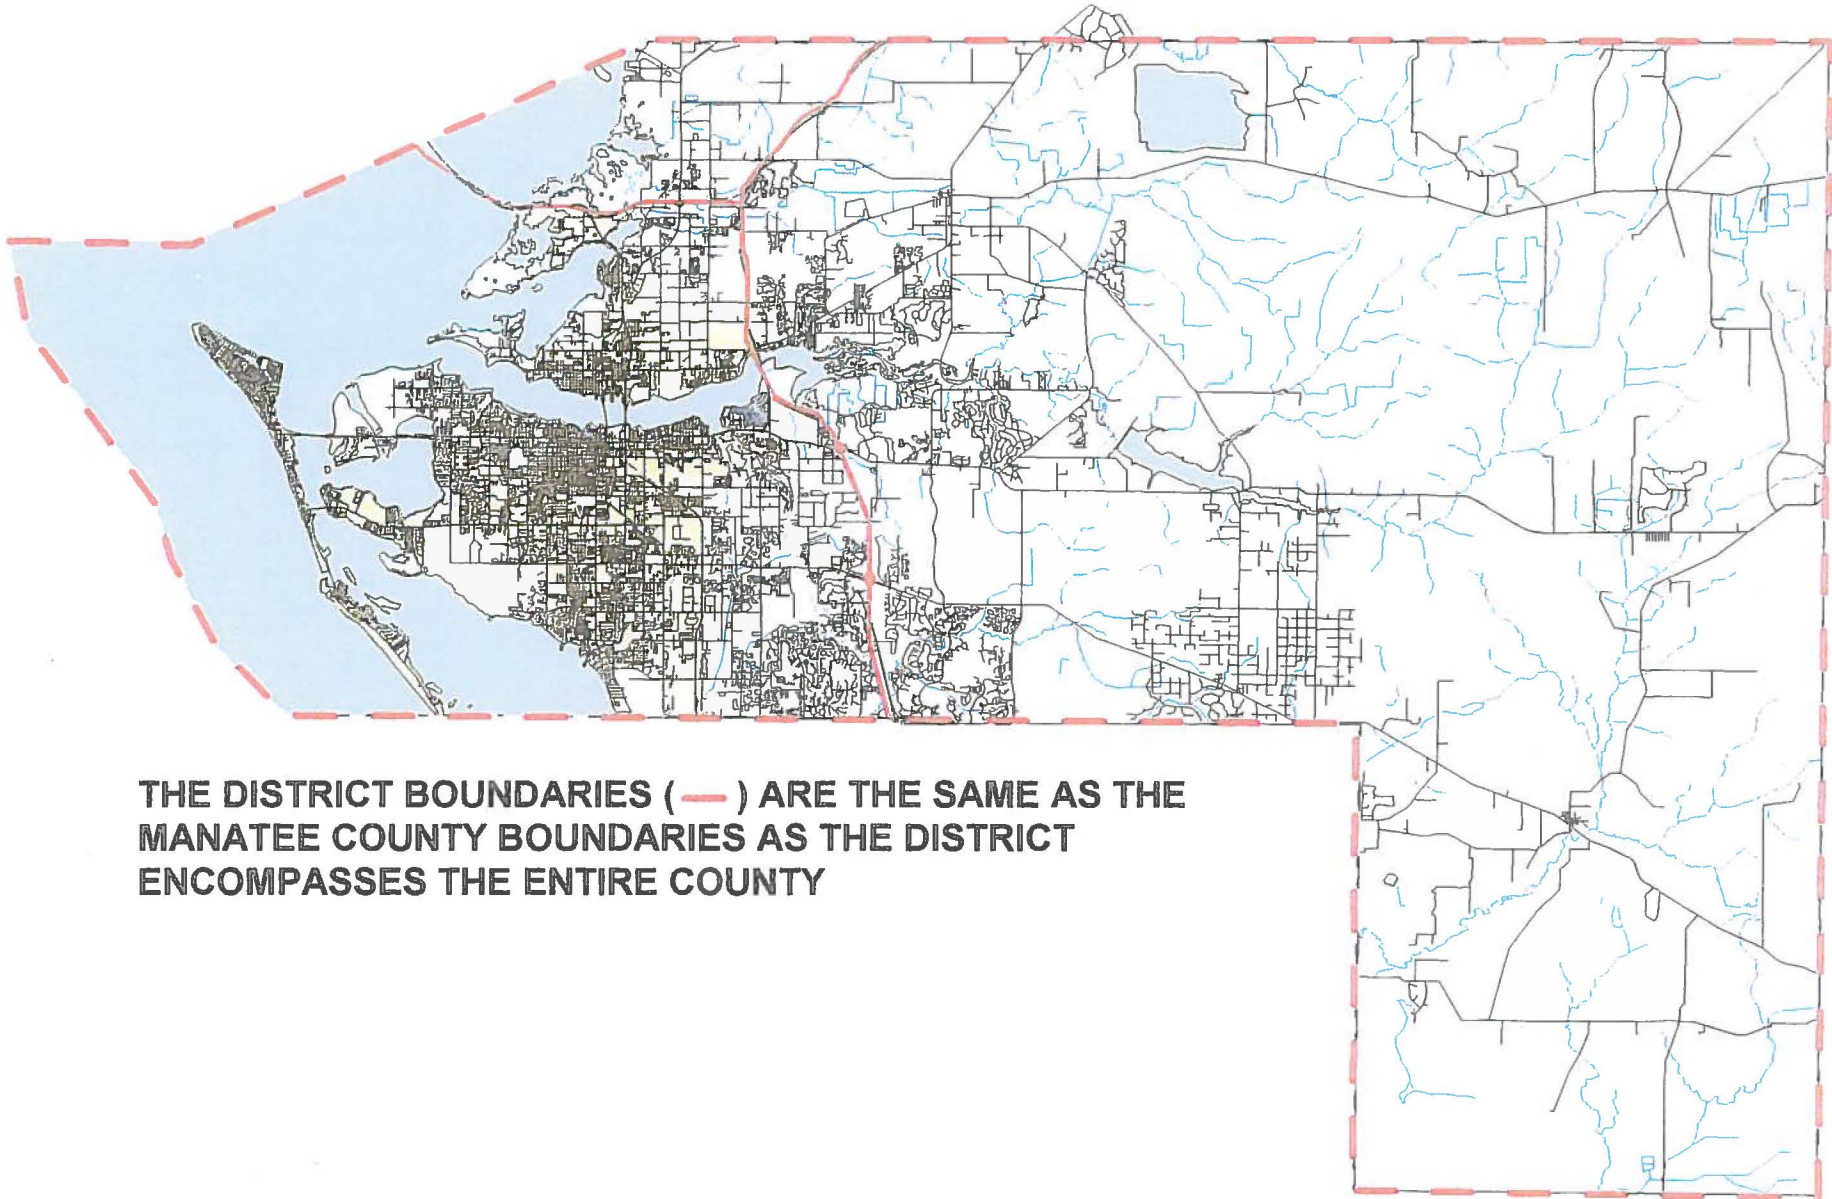 THE DISTRICT BOUNDARIES ( — ) ARE THE SAME AS THE
MANATEE COUNTY BOUNDARIES AS THE DISTRICT
ENCOMPASSES THE ENTIRE COUNTY